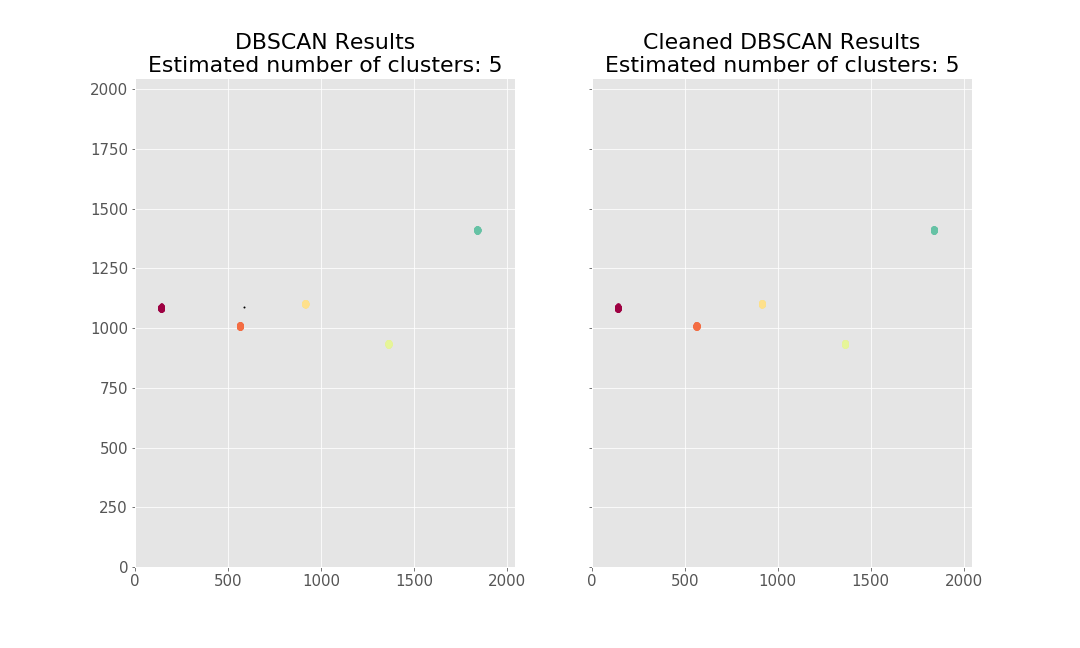 DBSCAN Results
Estimated number of clusters: 5
Cleaned DBSCAN Results
Estimated number of clusters: 5
2000
1750
1500
1250
1000
750
500
250
0
0 500 1000 1500 2000
0 500 1000 1500 2000